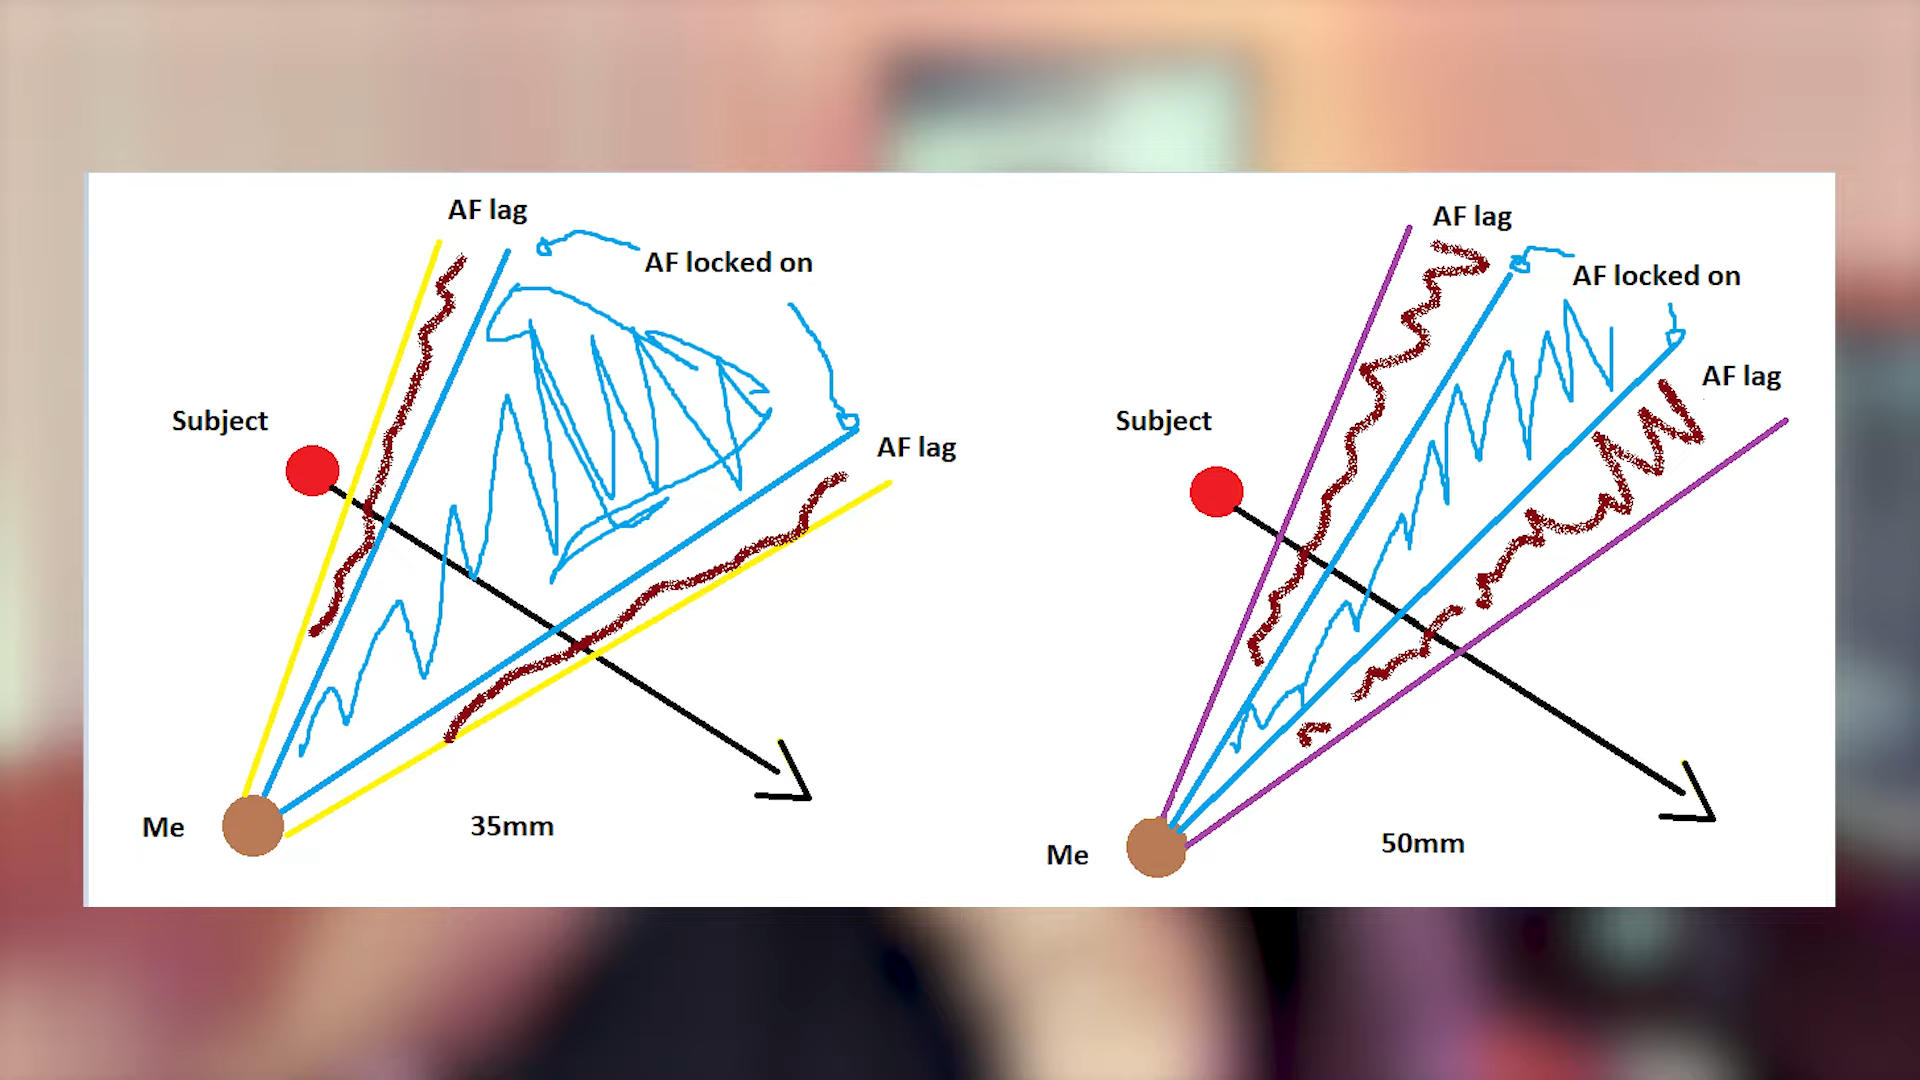 AF lag
AF locked on
Subject
AF lag
Me
35mm
AF lag
AF locked on
AF lag
Subject
Me
50mm